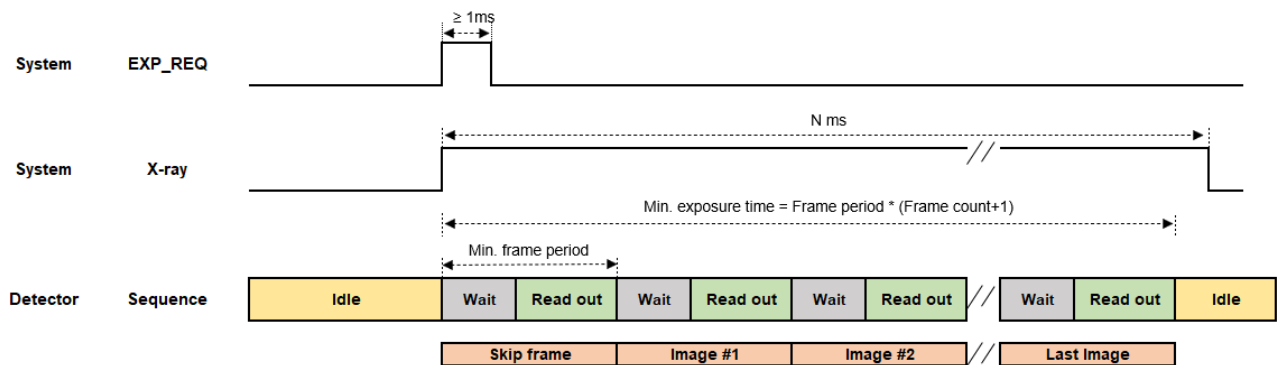 ≥ 1ms
System EXP_REQ
N ms
System X-ray
Min. exposure time = Frame period * (Frame count+1)
Min. frame period
Detector Sequence Idle Wait Read out Wait Read out Wait Read out Wait Read out Idle
Skip frame Image #1 Image #2 Last Image